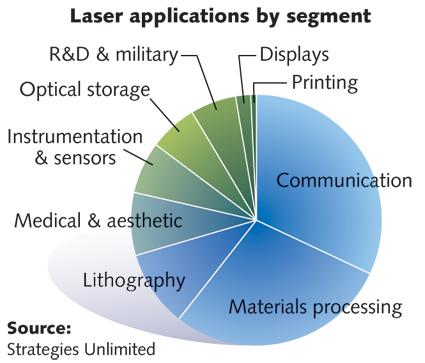 Laser applications by segment
R&D & military
Displays
Printing
Optical storage
Instrumentation
& sensors
Communication
Medical & aesthetic
Lithography
Materials processing
Source:
Strategies Unlimited